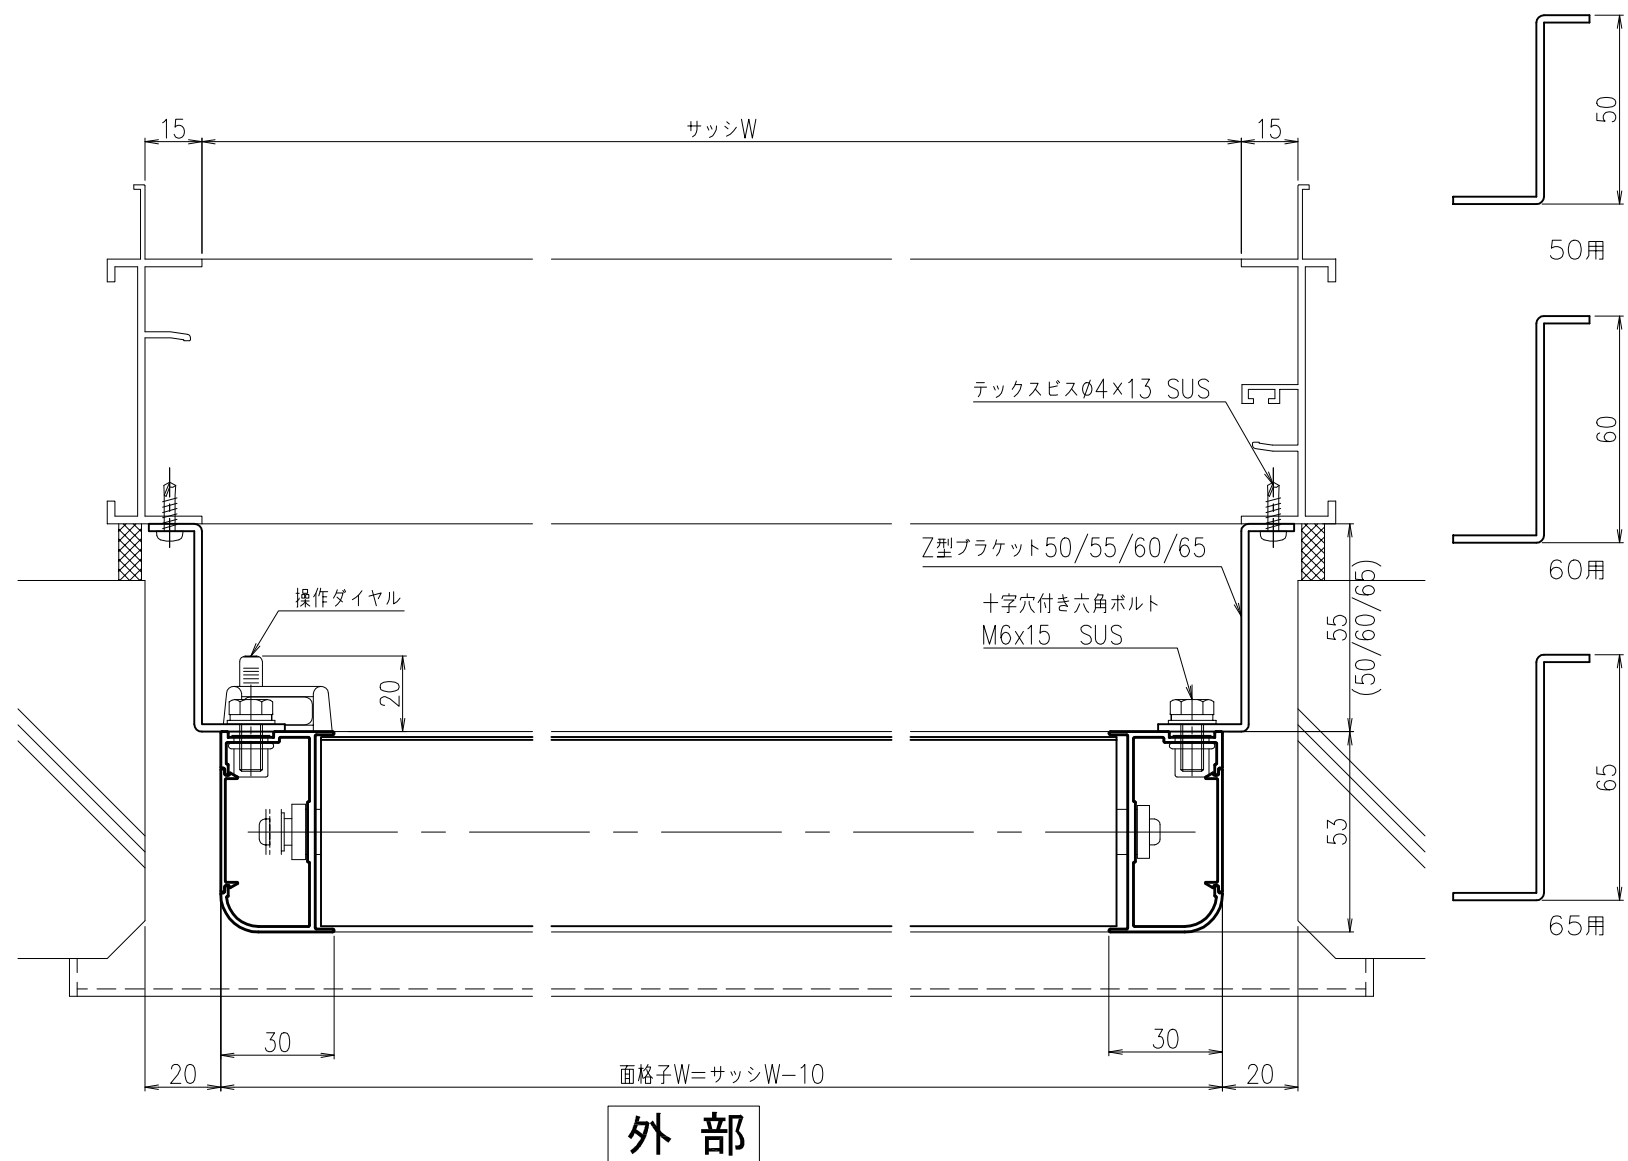 15
サッシW
15
50
50用
テックスビスø4×13 SUS
60
60用
Z型ブラケット50/55/60/65
操作ダイヤル
十字穴付き六角ボルト
M6x15 SUS
55
(50/60/65)
20
65
65用
53
30
30
20
面格子W=サッシW-10
20
外 部